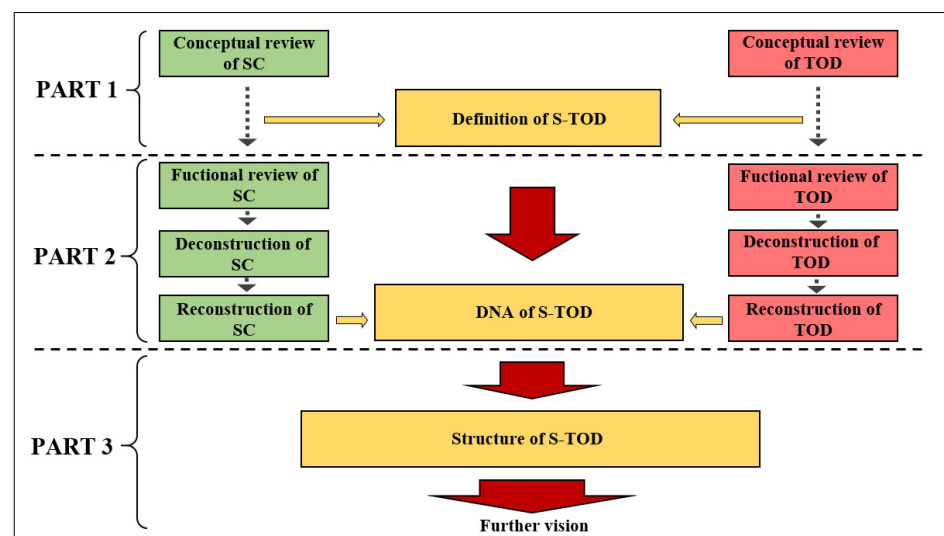 Conceptual review
of SC
Conceptual review
of TOD
PART 1
Definition of S-TOD
Fuctional review of
SC
Fuctional review of
TOD
PART 2
Deconstruction of
SC
Deconstruction of
TOD
Reconstruction of
SC
DNA of S-TOD
Reconstruction of
TOD
PART 3
Structure of S-TOD
Further vision